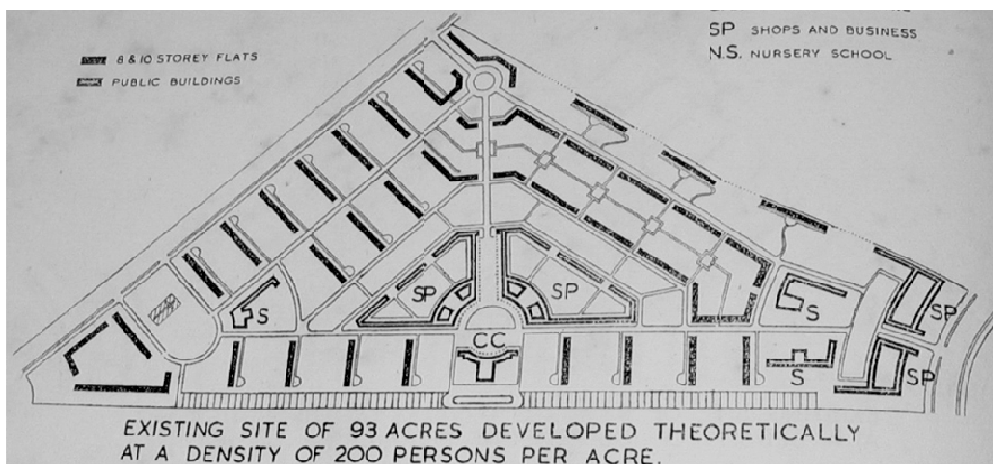 SP SHOPS AND BUSINESS
N.S. NURSERY SCHOOL
8 & 10 STOREY FLATS
PUBLIC BUILDINGS
SP
SP
S
S
SP
CC
S
SP
EXISTING SITE OF 93 ACRES DEVELOPED THEORETICALLY
AT A DENSITY OF 200 PERSONS PER ACRE.